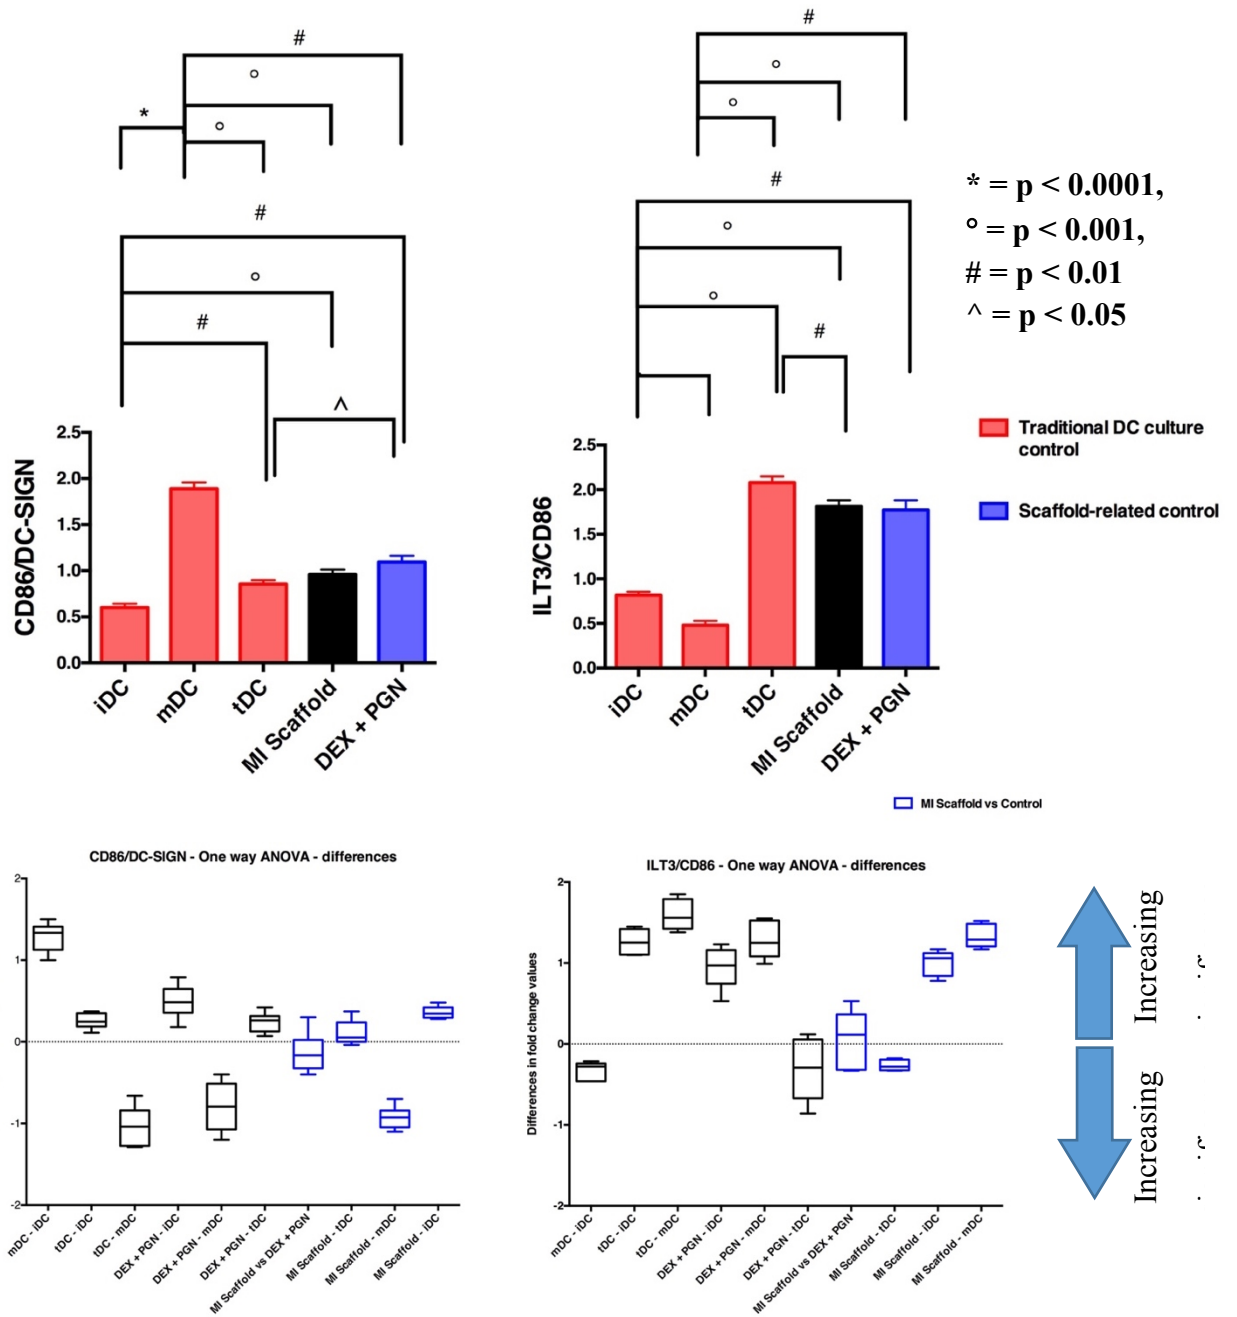 #
°
*
°
#
°
#
^
CD86/DC-SIGN
2.5
2.0
1.5
1.0
0.5
0.0
iDC
mDC
tDC
MI Scaffold
DEX + PGN
#
°
°
#
°
°
#
ILT3/CD86
2.5
2.0
1.5
1.0
0.5
0.0
iDC
mDC
tDC
MI Scaffold
DEX + PGN
* = p < 0.0001,
° = p < 0.001,
# = p < 0.01
^ = p < 0.05
Traditional DC culture
control
Scaffold-related control
MI Scaffold vs Control
CD86/DC-SIGN - One way ANOVA - differences
2
1
0
-1
-2
mDC - iDC
tDC - iDC
tDC - mDC
DEX + PGN - iDC
DEX + PGN - mDC
DEX + PGN - tDC
MI Scaffold vs DEX + PGN
MI Scaffold - tDC
MI Scaffold - mDC
MI Scaffold - iDC
ILT3/CD86 - One way ANOVA - differences
Differences in fold change values
2
1
0
-1
-2
mDC - iDC
tDC - iDC
tDC - mDC
DEX + PGN - iDC
DEX + PGN - mDC
DEX + PGN - tDC
MI Scaffold vs DEX + PGN
MI Scaffold - tDC
MI Scaffold - iDC
MI Scaffold - mDC
Increasing
Increasing